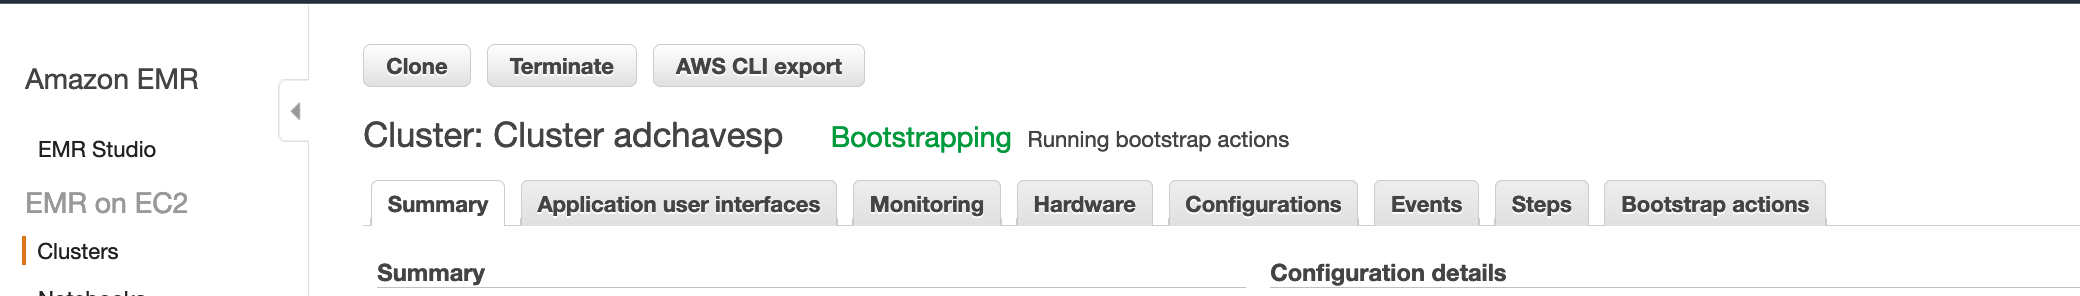 Clone Terminate AWS CLI export
Amazon EMR
Cluster: Cluster adchavesp Bootstrapping Running bootstrap actions
EMR Studio
EMR on EC2
Summary Application user interfaces Monitoring Hardware Configurations Events Steps Bootstrap actions
Clusters
Summary Configuration details